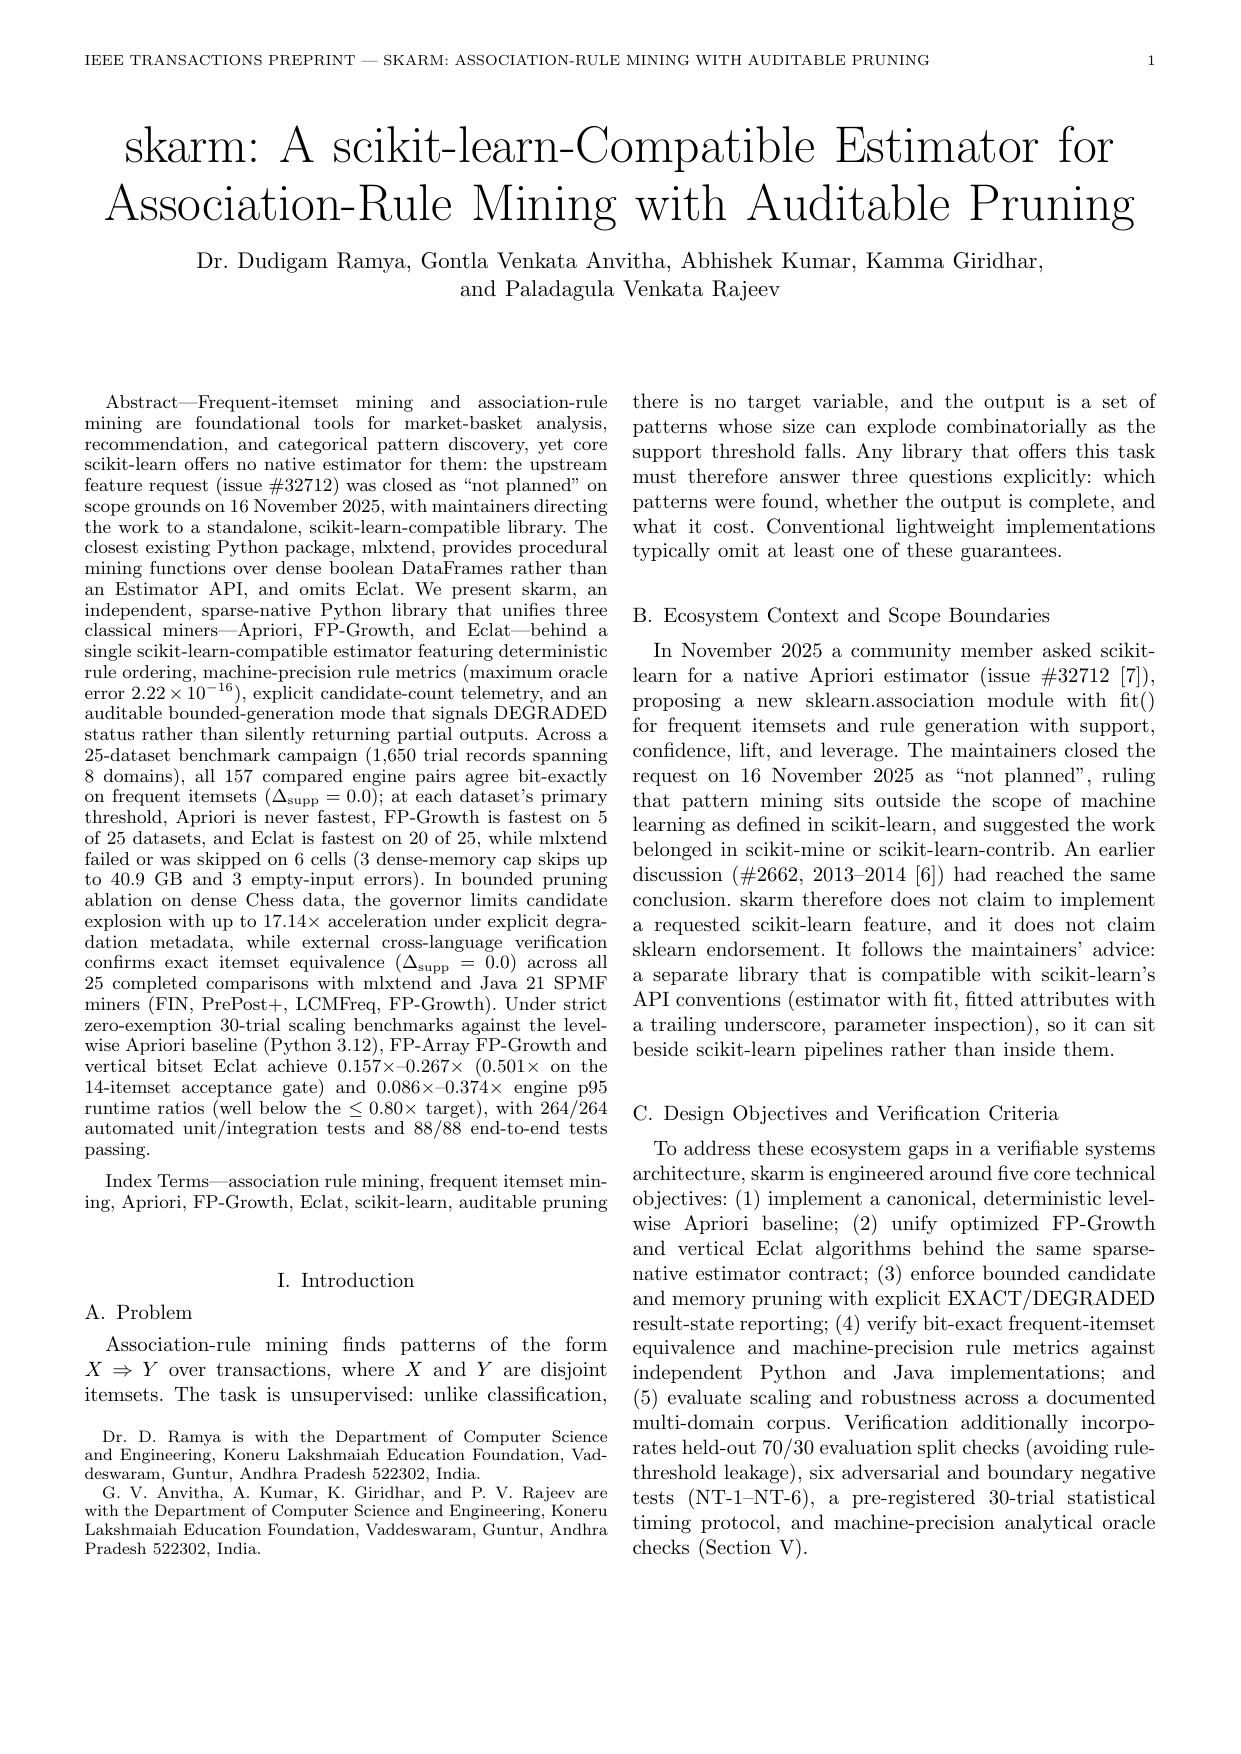 IEEE TRANSACTIONS PREPRINT — SKARM: ASSOCIATION-RULE MINING WITH AUDITABLE PRUNING 1
skarm: A scikit-learn-Compatible Estimator for
Association-Rule Mining with Auditable Pruning
Dr. Dudigam Ramya, Gontla Venkata Anvitha, Abhishek Kumar, Kamma Giridhar,
and Paladagula Venkata Rajeev
Abstract—Frequent-itemset mining and association-rule
mining are foundational tools for market-basket analysis,
recommendation, and categorical pattern discovery, yet core
scikit-learn offers no native estimator for them: the upstream
feature request (issue #32712) was closed as “not planned” on
scope grounds on 16 November 2025, with maintainers directing
the work to a standalone, scikit-learn-compatible library. The
closest existing Python package, mlxtend, provides procedural
mining functions over dense boolean DataFrames rather than
an Estimator API, and omits Eclat. We present skarm, an
independent, sparse-native Python library that unifies three
classical miners—Apriori, FP-Growth, and Eclat—behind a
single scikit-learn-compatible estimator featuring deterministic
rule ordering, machine-precision rule metrics (maximum oracle
error 2.22 × 10⁻¹⁶), explicit candidate-count telemetry, and an
auditable bounded-generation mode that signals DEGRADED
status rather than silently returning partial outputs. Across a
25-dataset benchmark campaign (1,650 trial records spanning
8 domains), all 157 compared engine pairs agree bit-exactly
on frequent itemsets (Δsupp = 0.0); at each dataset’s primary
threshold, Apriori is never fastest, FP-Growth is fastest on 5
of 25 datasets, and Eclat is fastest on 20 of 25, while mlxtend
failed or was skipped on 6 cells (3 dense-memory cap skips up
to 40.9 GB and 3 empty-input errors). In bounded pruning
ablation on dense Chess data, the governor limits candidate
explosion with up to 17.14× acceleration under explicit degra-
dation metadata, while external cross-language verification
confirms exact itemset equivalence (Δsupp = 0.0) across all
25 completed comparisons with mlxtend and Java 21 SPMF
miners (FIN, PrePost+, LCMFreq, FP-Growth). Under strict
zero-exemption 30-trial scaling benchmarks against the level-
wise Apriori baseline (Python 3.12), FP-Array FP-Growth and
vertical bitset Eclat achieve 0.157×–0.267× (0.501× on the
14-itemset acceptance gate) and 0.086×–0.374× engine p95
runtime ratios (well below the ≤ 0.80× target), with 264/264
automated unit/integration tests and 88/88 end-to-end tests
passing.
Index Terms—association rule mining, frequent itemset min-
ing, Apriori, FP-Growth, Eclat, scikit-learn, auditable pruning
I. Introduction
A. Problem
Association-rule mining finds patterns of the form
X ⇒ Y over transactions, where X and Y are disjoint
itemsets. The task is unsupervised: unlike classification,
Dr. D. Ramya is with the Department of Computer Science
and Engineering, Koneru Lakshmaiah Education Foundation, Vad-
deswaram, Guntur, Andhra Pradesh 522302, India.
G. V. Anvitha, A. Kumar, K. Giridhar, and P. V. Rajeev are
with the Department of Computer Science and Engineering, Koneru
Lakshmaiah Education Foundation, Vaddeswaram, Guntur, Andhra
Pradesh 522302, India.
there is no target variable, and the output is a set of
patterns whose size can explode combinatorially as the
support threshold falls. Any library that offers this task
must therefore answer three questions explicitly: which
patterns were found, whether the output is complete, and
what it cost. Conventional lightweight implementations
typically omit at least one of these guarantees.
B. Ecosystem Context and Scope Boundaries
In November 2025 a community member asked scikit-
learn for a native Apriori estimator (issue #32712 [7]),
proposing a new sklearn.association module with fit()
for frequent itemsets and rule generation with support,
confidence, lift, and leverage. The maintainers closed the
request on 16 November 2025 as “not planned”, ruling
that pattern mining sits outside the scope of machine
learning as defined in scikit-learn, and suggested the work
belonged in scikit-mine or scikit-learn-contrib. An earlier
discussion (#2662, 2013–2014 [6]) had reached the same
conclusion. skarm therefore does not claim to implement
a requested scikit-learn feature, and it does not claim
sklearn endorsement. It follows the maintainers’ advice:
a separate library that is compatible with scikit-learn’s
API conventions (estimator with fit, fitted attributes with
a trailing underscore, parameter inspection), so it can sit
beside scikit-learn pipelines rather than inside them.
C. Design Objectives and Verification Criteria
To address these ecosystem gaps in a verifiable systems
architecture, skarm is engineered around five core technical
objectives: (1) implement a canonical, deterministic level-
wise Apriori baseline; (2) unify optimized FP-Growth
and vertical Eclat algorithms behind the same sparse-
native estimator contract; (3) enforce bounded candidate
and memory pruning with explicit EXACT/DEGRADED
result-state reporting; (4) verify bit-exact frequent-itemset
equivalence and machine-precision rule metrics against
independent Python and Java implementations; and
(5) evaluate scaling and robustness across a documented
multi-domain corpus. Verification additionally incorpo-
rates held-out 70/30 evaluation split checks (avoiding rule-
threshold leakage), six adversarial and boundary negative
tests (NT-1–NT-6), a pre-registered 30-trial statistical
timing protocol, and machine-precision analytical oracle
checks (Section V).